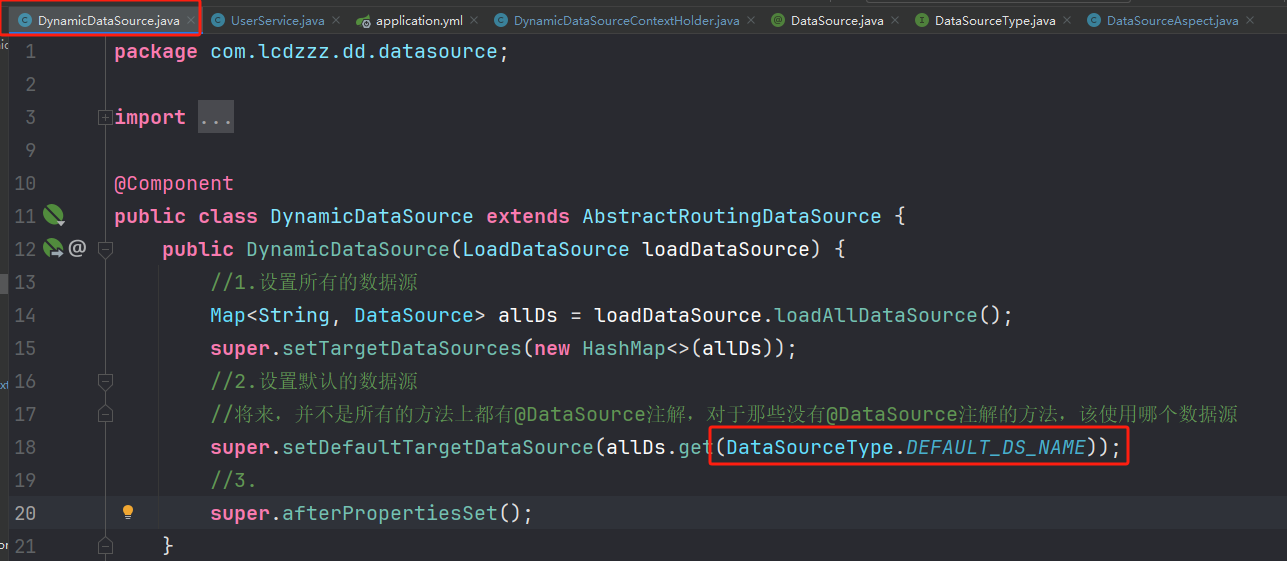 DynamicDataSource.java UserService.java application.yml DynamicDataSourceContextHolder.java DataSource.java DataSourceType.java DataSourceAspect.java
1 package com.lcdzzz.dd.datasource;
2
3 import ...
9
10 @Component
11 public class DynamicDataSource extends AbstractRoutingDataSource {
12 @ public DynamicDataSource(LoadDataSource loadDataSource) {
13 //1.设置所有的数据源
14 Map<String, DataSource> allDs = loadDataSource.loadAllDataSource();
15 super.setTargetDataSources(new HashMap<>(allDs));
16 //2.设置默认的数据源
17 //将来，并不是所有的方法上都有@DataSource注解，对于那些没有@DataSource注解的方法，该使用哪个数据源
18 super.setDefaultTargetDataSource(allDs.get(DataSourceType.DEFAULT_DS_NAME));
19 //3.
20 super.afterPropertiesSet();
21 }